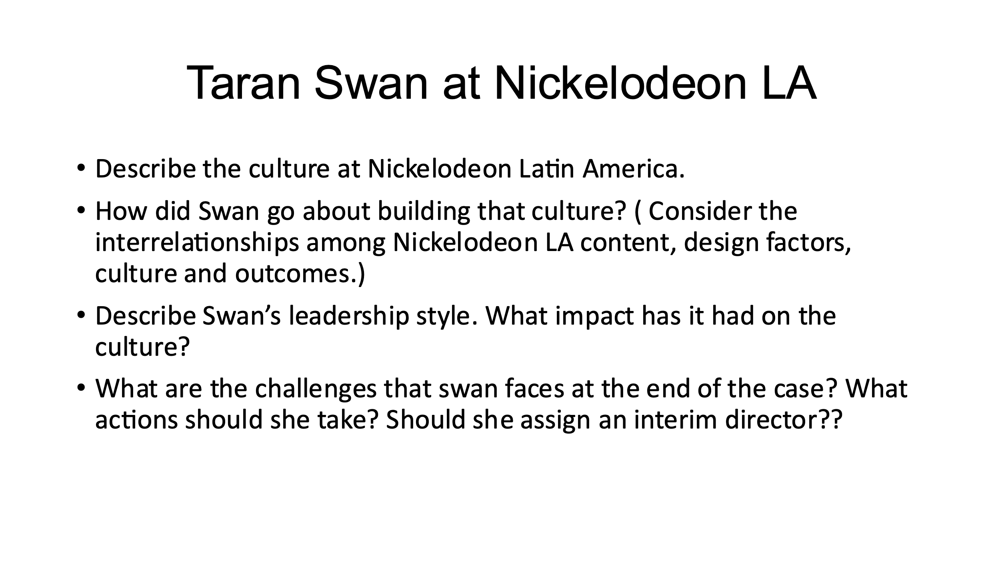 Taran Swan at Nickelodeon LA
• Describe the culture at Nickelodeon Latin America.
• How did Swan go about building that culture? ( Consider the
interrelationships among Nickelodeon LA content, design factors,
culture and outcomes.)
• Describe Swan’s leadership style. What impact has it had on the
culture?
• What are the challenges that swan faces at the end of the case? What
actions should she take? Should she assign an interim director??